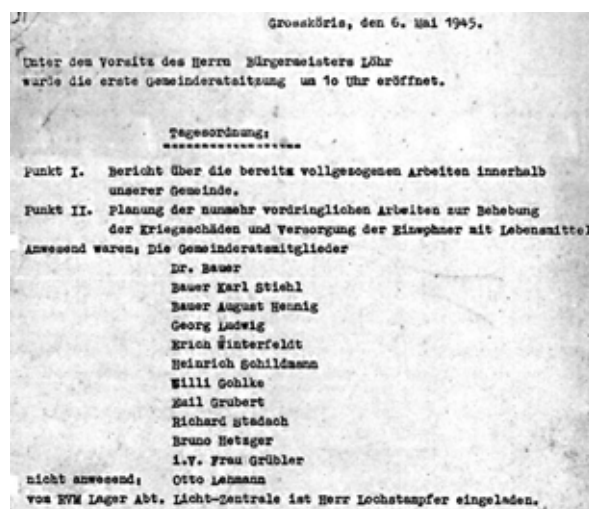 Grossköris, den 6. Mai 1945.
Unter dem Vorsitz des Herrn Bürgermeisters Löhr
wurde die erste Gemeinderatsitzung um 10 Uhr eröffnet.
Tagesordnung:
Punkt I. Bericht über die bereits vollgezogenen Arbeiten innerhalb
unserer Gemeinde.
Punkt II. Planung der nunmehr vordringlichen Arbeiten zur Behebung
der Kriegsschäden und Versorgung der Einwohner mit Lebensmittel
Anwesend waren: Die Gemeinderatsmitglieder
Dr. Bauer
Bauer Karl Stiehl
Bauer August Hennig
Georg Ludwig
Erich Winterfeldt
Heinrich Schildmann
Willi Gohlke
Emil Grubert
Richard Stadach
Bruno Metzger
i.V. Frau Grübler
nicht anwesend: Otto Lehmann
vom RVM Lager Abt. Licht-Zentrale ist Herr Lochstampfer eingeladen.